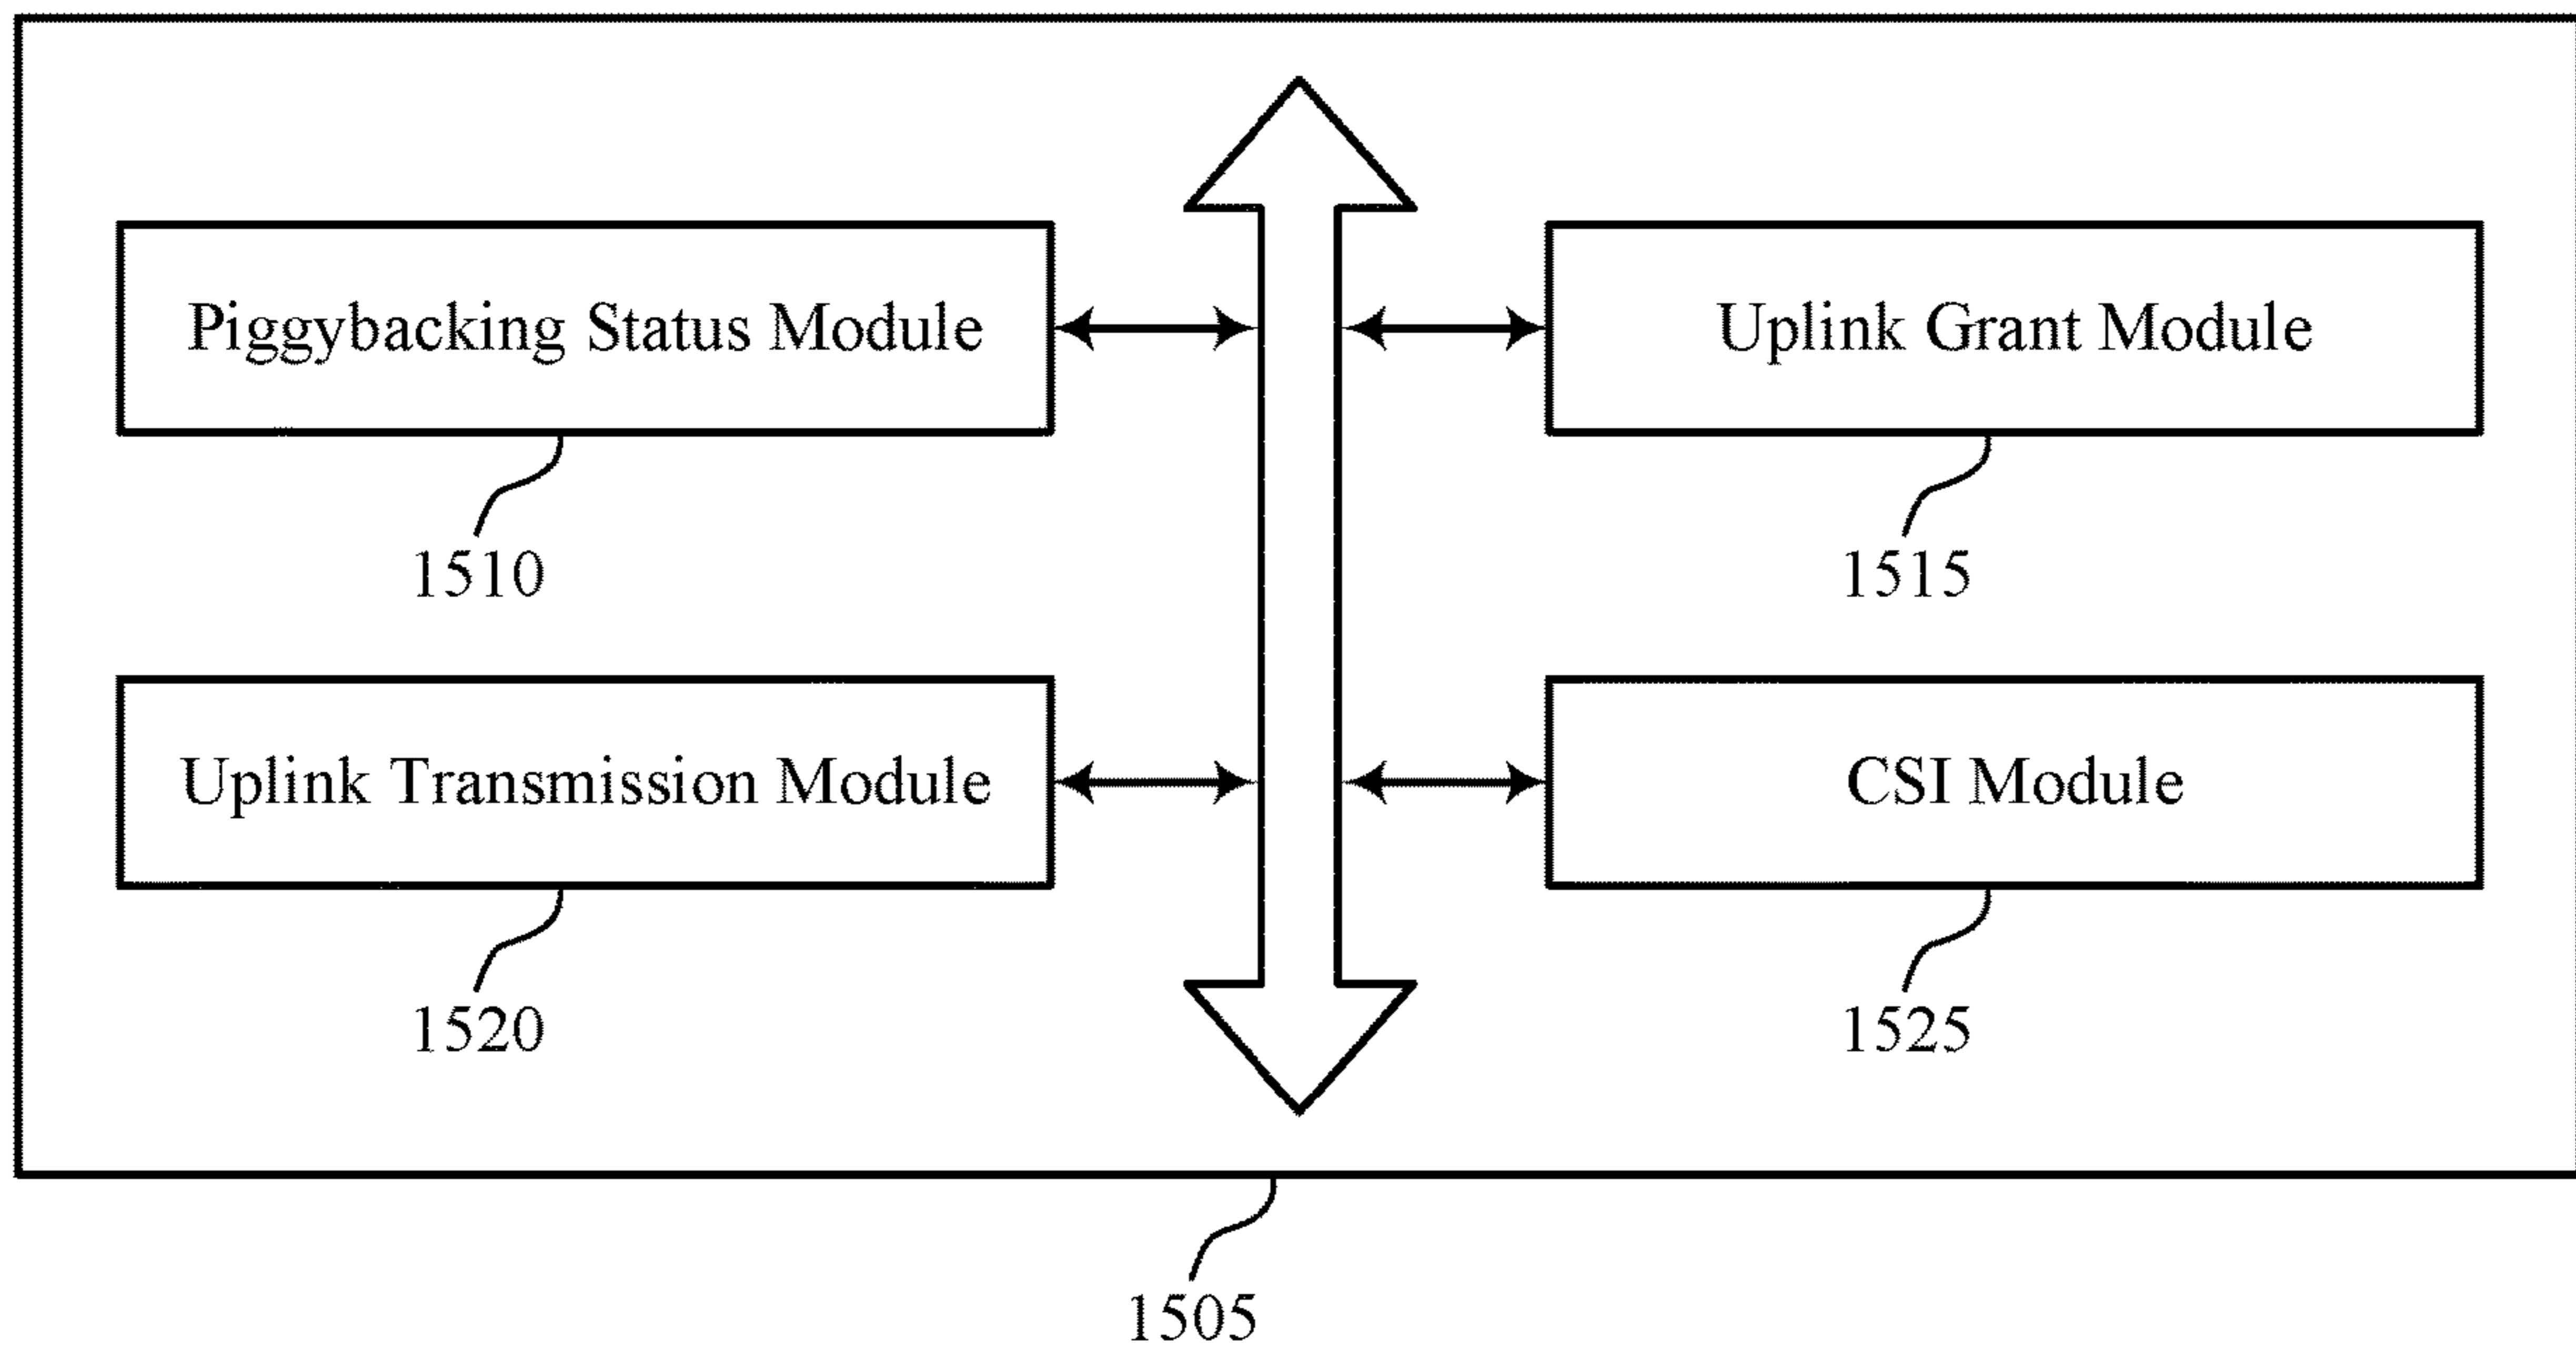 Piggybacking Status Module
Uplink Grant Module
1510
1515
Uplink Transmission Module
CSI Module
1520
1525
1505